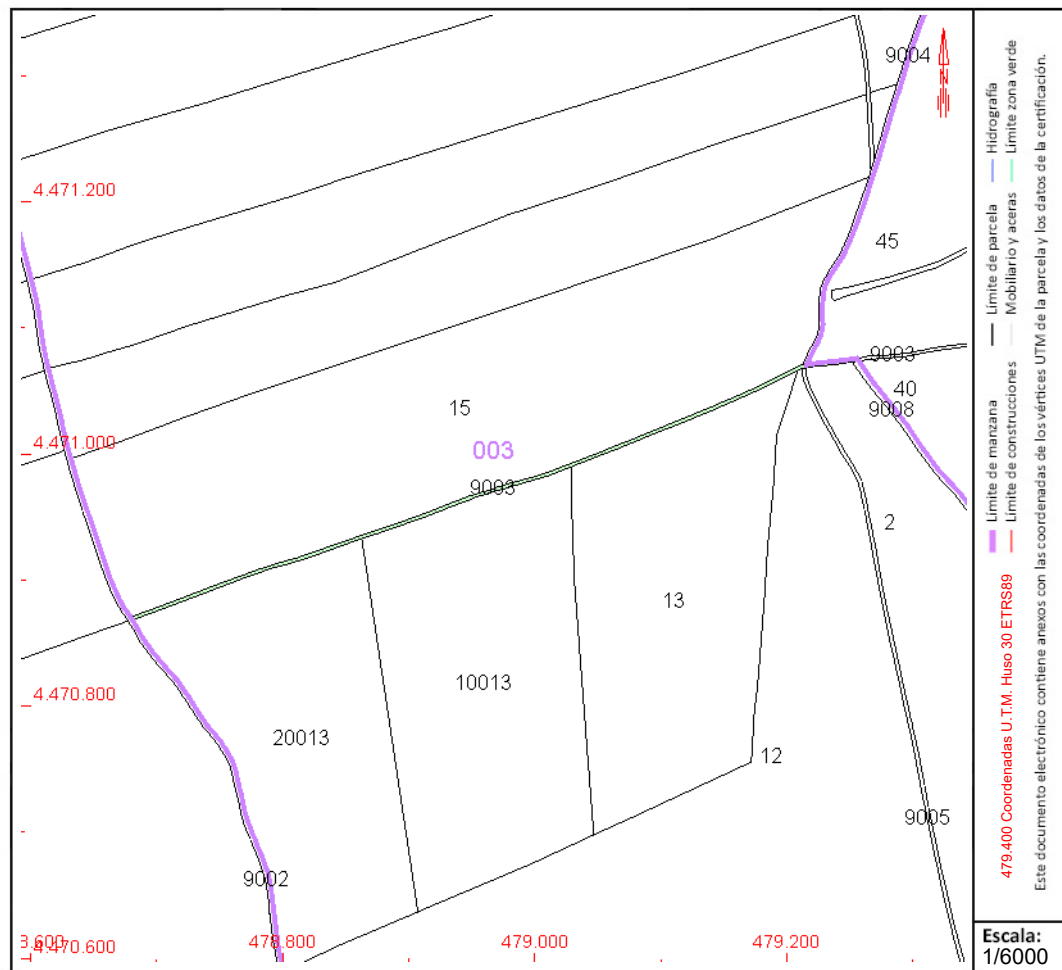 9004
N
4.471.200
45
9003
40
9008
15
4.471.000
003
9003
2
13
10013
4.470.800
20013
12
9005
9002
8.600
478.800
479.000
479.200
4.470.600
Límite de manzana
Límite de parcela
Hidrografía
Límite de construcciones
Mobiliario y aceras
Límite zona verde
479.400 Coordenadas U.T.M. Huso 30 ETRS89
Este documento electrónico contiene anexos con las coordenadas de los vértices UTM de la parcela y los datos de la certificación.
Escala:
1/6000